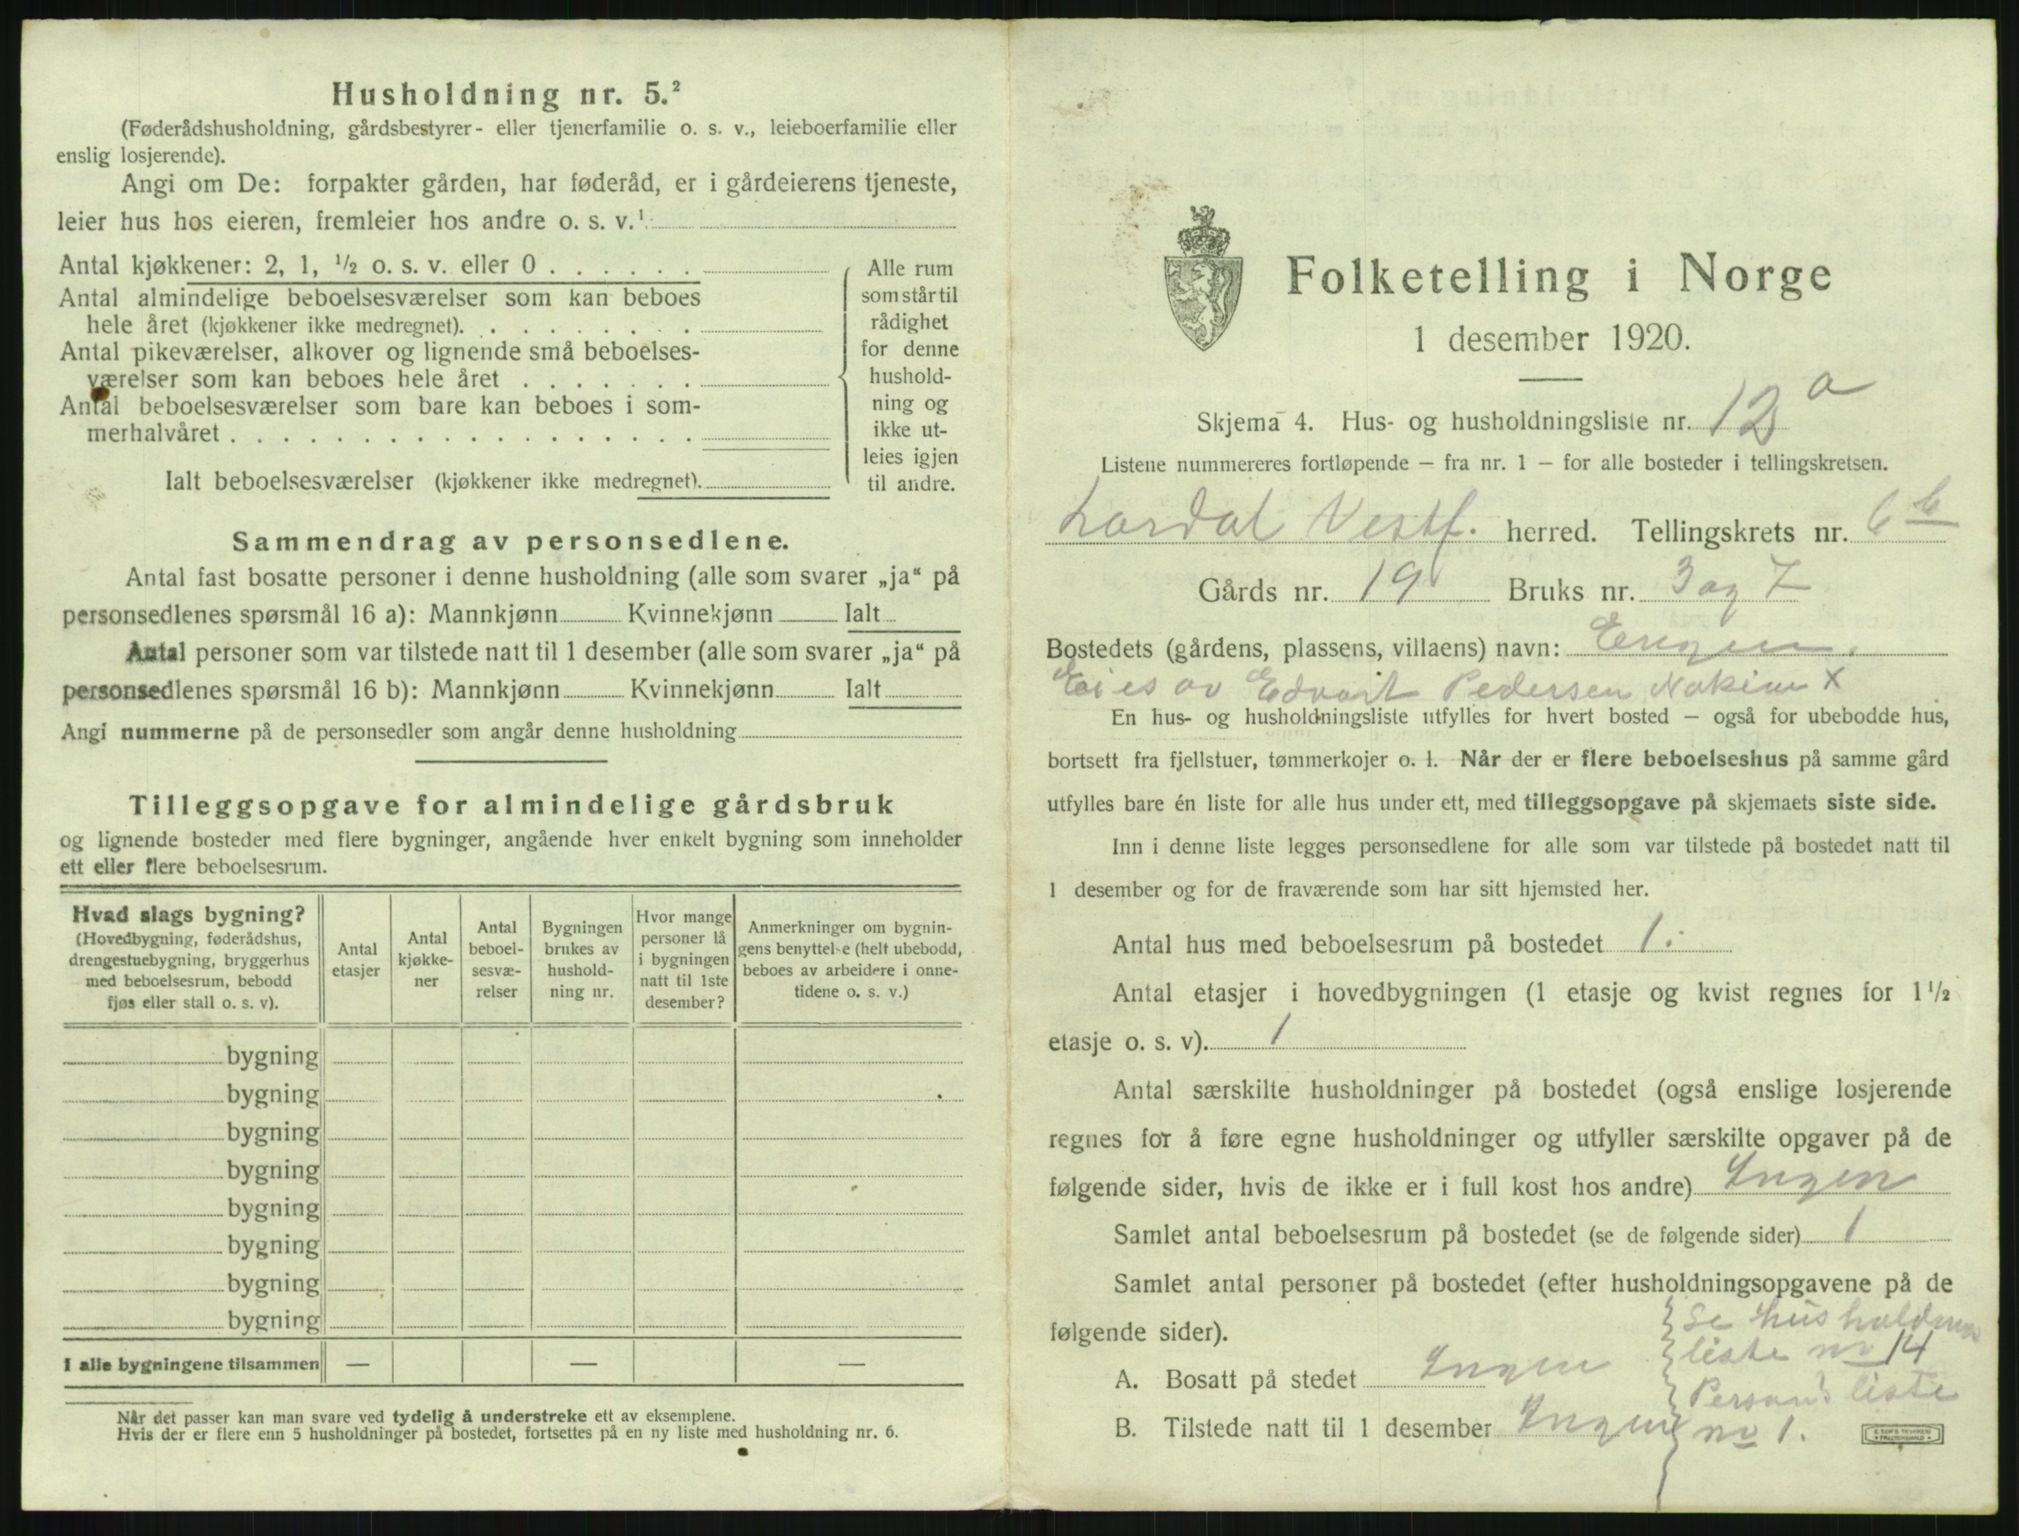 Husholdning nr. 5.²
(Føderådshusholdning, gårdsbestyrer- eller tjenerfamilie o. s. v., leieboerfamilie eller
enslig losjerende).
Angi om De: forpakter gården, har føderåd, er i gårdeierens tjeneste,
leier hus hos eieren, fremleier hos andre o. s. v.¹
Antal kjøkkener: 2, 1, ½ o. s. v. eller 0 . . . . . .
Antal almindelige beboelsesværelser som kan beboes
hele året (kjøkkener ikke medregnet). . . . . . . . .
Antal pikeværelser, alkover og lignende små beboelses-
værelser som kan beboes hele året . . . . . . .
Antal beboelsesværelser som bare kan beboes i som-
merhalvåret . . . . . . . . . . . . . . . . . .
Ialt beboelsesværelser (kjøkkener ikke medregnet).
Alle rum
som står til
rådighet
for denne
hushold-
ning og
ikke ut-
leies igjen
til andre.
Sammendrag av personsedlene.
Antal fast bosatte personer i denne husholdning (alle som svarer „ja“ på
personsedlenes spørsmål 16 a): Mannkjønn Kvinnekjønn Ialt
Antal personer som var tilstede natt til 1 desember (alle som svarer „ja“ på
personsedlenes spørsmål 16 b): Mannkjønn Kvinnekjønn Ialt
Angi nummerne på de personsedler som angår denne husholdning
Tilleggsopgave for almindelige gårdsbruk
og lignende bosteder med flere bygninger, angående hver enkelt bygning som inneholder
ett eller flere beboelsesrum.
Hvad slags bygning?
(Hovedbygning, føderådshus,
drengestuebygning, bryggerhus
med beboelsesrum, bebodd
fjøs eller stall o. s. v).
Antal
etasjer
Antal
kjøkke-
ner
Antal
beboel-
sesvæ-
relser
Bygningen
brukes av
hushold-
ning nr.
Hvor mange
personer lå
i bygningen
natt til 1ste
desember?
Anmerkninger om bygnin-
gens benyttelse (helt ubebodd,
beboes av arbeidere i onne-
tidene o. s. v.)
bygning
bygning
bygning
bygning
bygning
bygning
bygning
bygning
I alle bygningene tilsammen — — —
Når det passer kan man svare ved tydelig å understreke ett av eksemplene.
Hvis der er flere enn 5 husholdninger på bostedet, fortsettes på en ny liste med husholdning nr. 6.
Folketelling i Norge
1 desember 1920.
Skjema 4. Hus- og husholdningsliste nr. 12 a
Listene nummereres fortløpende — fra nr. 1 — for alle bosteder i tellingskretsen.
Lardal Vestf. herred. Tellingskrets nr. 6 b
Gårds nr. 19 Bruks nr. 3 og 7
Bostedets (gårdens, plassens, villaens) navn:
Eies av Edvart Pedersen Nakim X
En hus- og husholdningsliste utfylles for hvert bosted — også for ubebodde hus,
bortsett fra fjellstuer, tømmerkojer o. l. Når der er flere beboelseshus på samme gård
utfylles bare én liste for alle hus under ett, med tilleggsopgave på skjemaets siste side.
Inn i denne liste legges personsedlene for alle som var tilstede på bostedet natt til
1 desember og for de fraværende som har sitt hjemsted her.
Antal hus med beboelsesrum på bostedet 1.
Antal etasjer i hovedbygningen (1 etasje og kvist regnes for 1½
etasje o. s. v). 1
Antal særskilte husholdninger på bostedet (også enslige losjerende
regnes for å føre egne husholdninger og utfyller særskilte opgaver på de
følgende sider, hvis de ikke er i full kost hos andre) Ingen
Samlet antal beboelsesrum på bostedet (se de følgende sider) 1
Samlet antal personer på bostedet (efter husholdningsopgavene på de
følgende sider).
A. Bosatt på stedet Ingen
B. Tilstede natt til 1 desember Ingen
Se husholdnings
liste no 14
Person's liste
no 1.